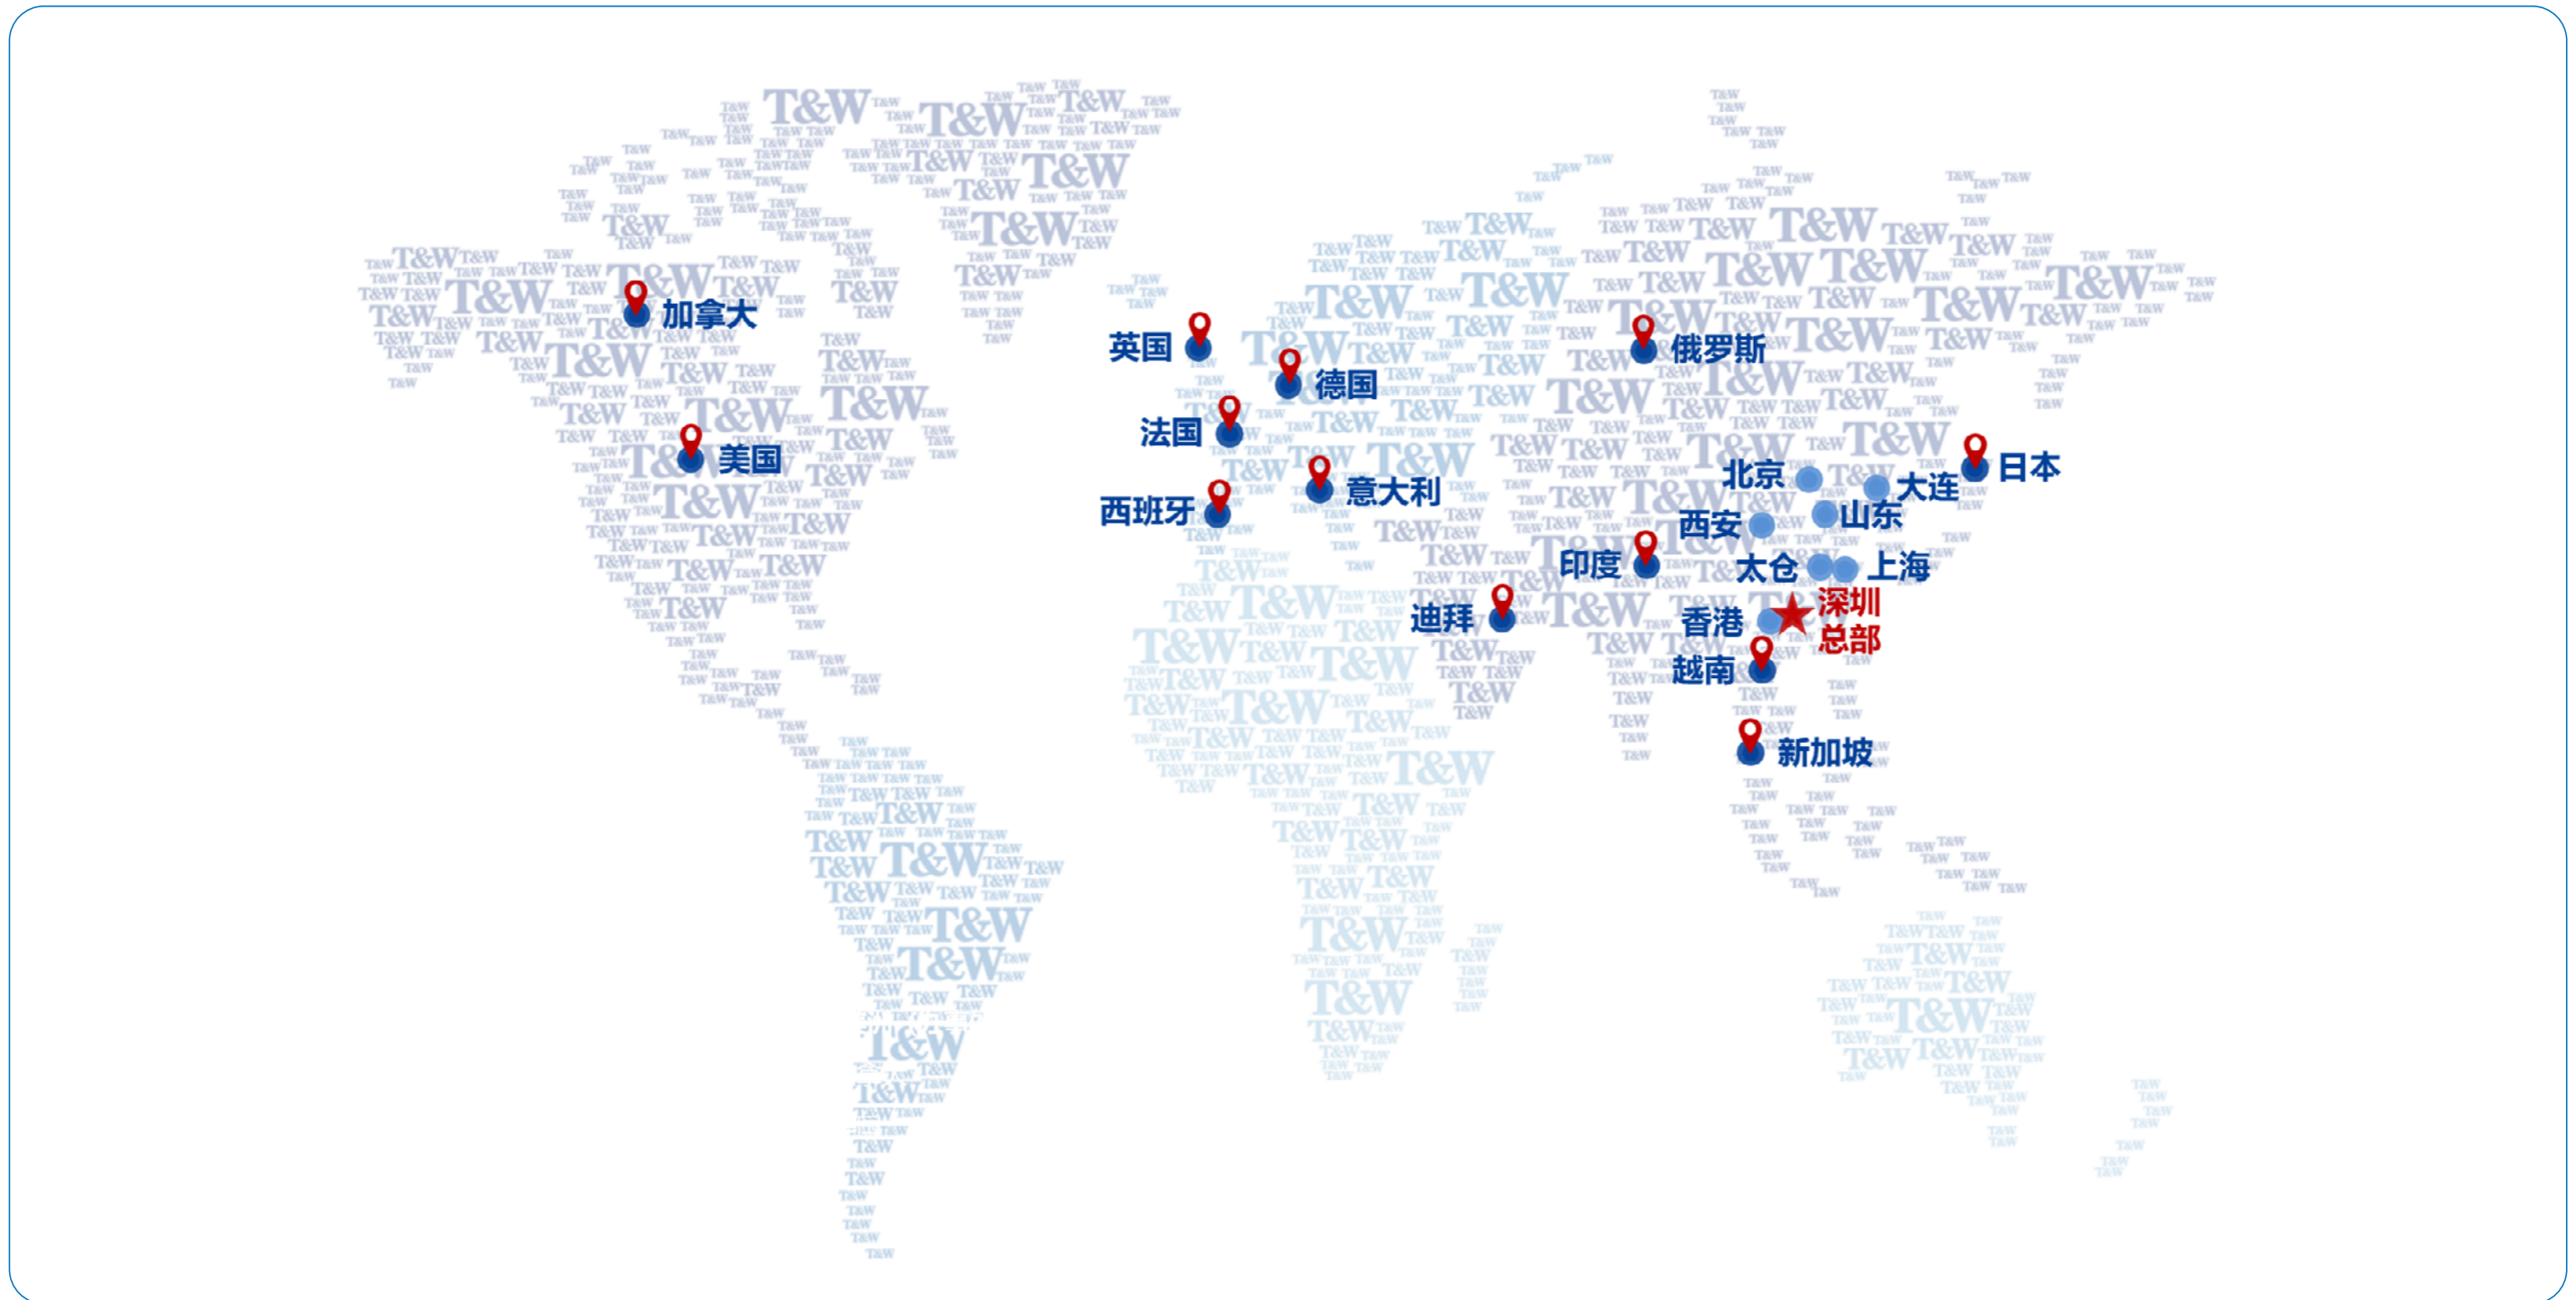 T&W
加拿大
英国
俄罗斯
德国
法国
美国
日本
北京
大连
意大利
西班牙
西安
山东
印度
太仓
上海
迪拜
香港
深圳
总部
越南
新加坡